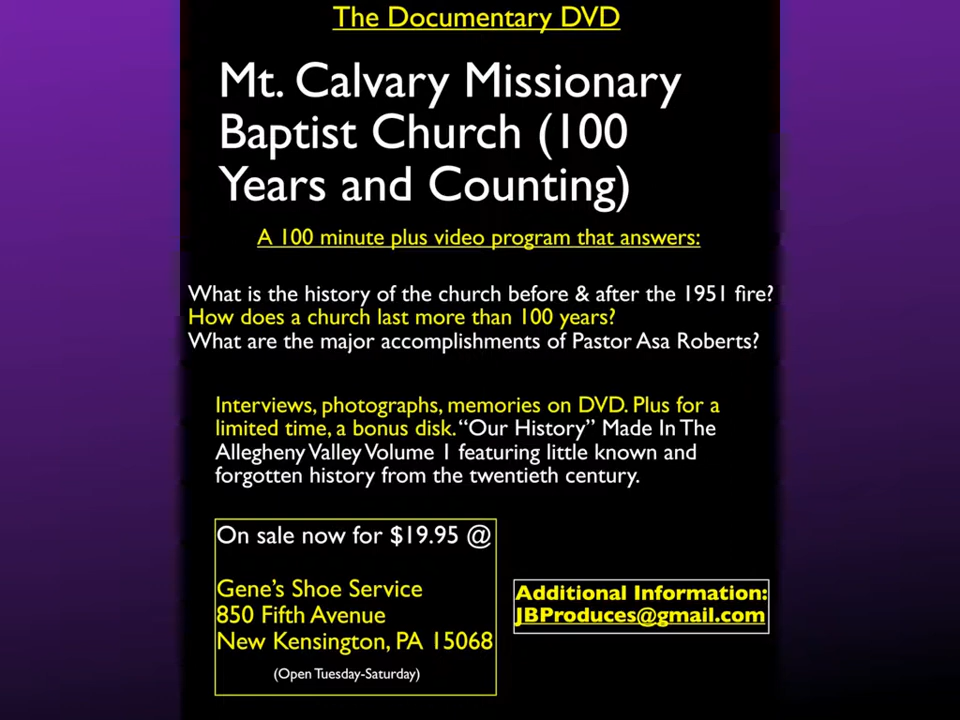 The Documentary DVD
Mt. Calvary Missionary
Baptist Church (100
Years and Counting)
A 100 minute plus video program that answers:
What is the history of the church before & after the 1951 fire?
How does a church last more than 100 years?
What are the major accomplishments of Pastor Asa Roberts?
Interviews, photographs, memories on DVD. Plus for a
limited time, a bonus disk. “Our History” Made In The
Allegheny Valley Volume 1 featuring little known and
forgotten history from the twentieth century.
On sale now for $19.95 @
Gene’s Shoe Service
850 Fifth Avenue
New Kensington, PA 15068
(Open Tuesday-Saturday)
Additional Information:
JBProduces@gmail.com